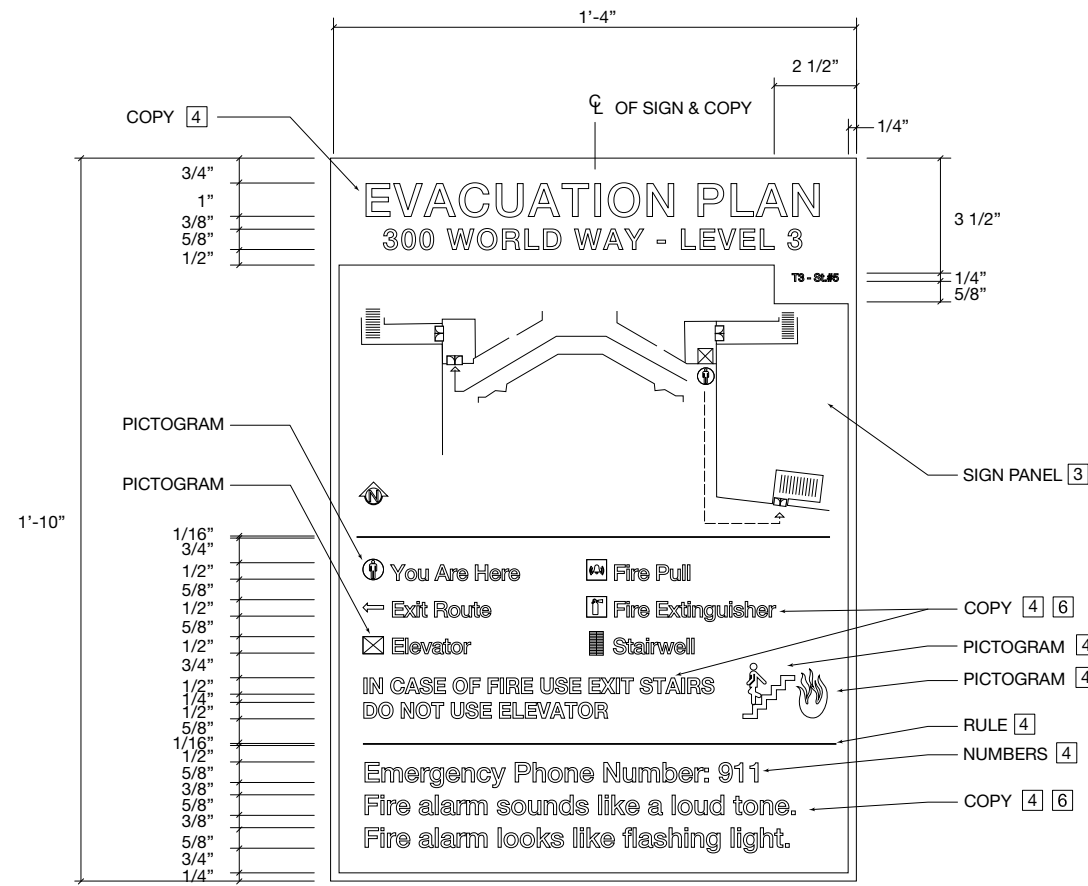 1'-4"
2 1/2"
COPY 4
℄ OF SIGN & COPY
1/4"
3/4"
1"
3/8"
5/8"
1/2"
EVACUATION PLAN
300 WORLD WAY - LEVEL 3
3 1/2"
T3 - St.#5
1/4"
5/8"
PICTOGRAM
PICTOGRAM
SIGN PANEL 3
N
1'-10"
1/16"
3/4"
1/2"
5/8"
1/2"
5/8"
1/2"
3/4"
1/2"
1/4"
1/2"
5/8"
1/16"
1/2"
5/8"
3/8"
5/8"
3/8"
5/8"
3/4"
1/4"
You Are Here
Fire Pull
Exit Route
Fire Extinguisher
COPY 4 6
Elevator
Stairwell
PICTOGRAM 4
IN CASE OF FIRE USE EXIT STAIRS
DO NOT USE ELEVATOR
PICTOGRAM 4
RULE 4
NUMBERS 4
Emergency Phone Number: 911
Fire alarm sounds like a loud tone.
COPY 4 6
Fire alarm looks like flashing light.